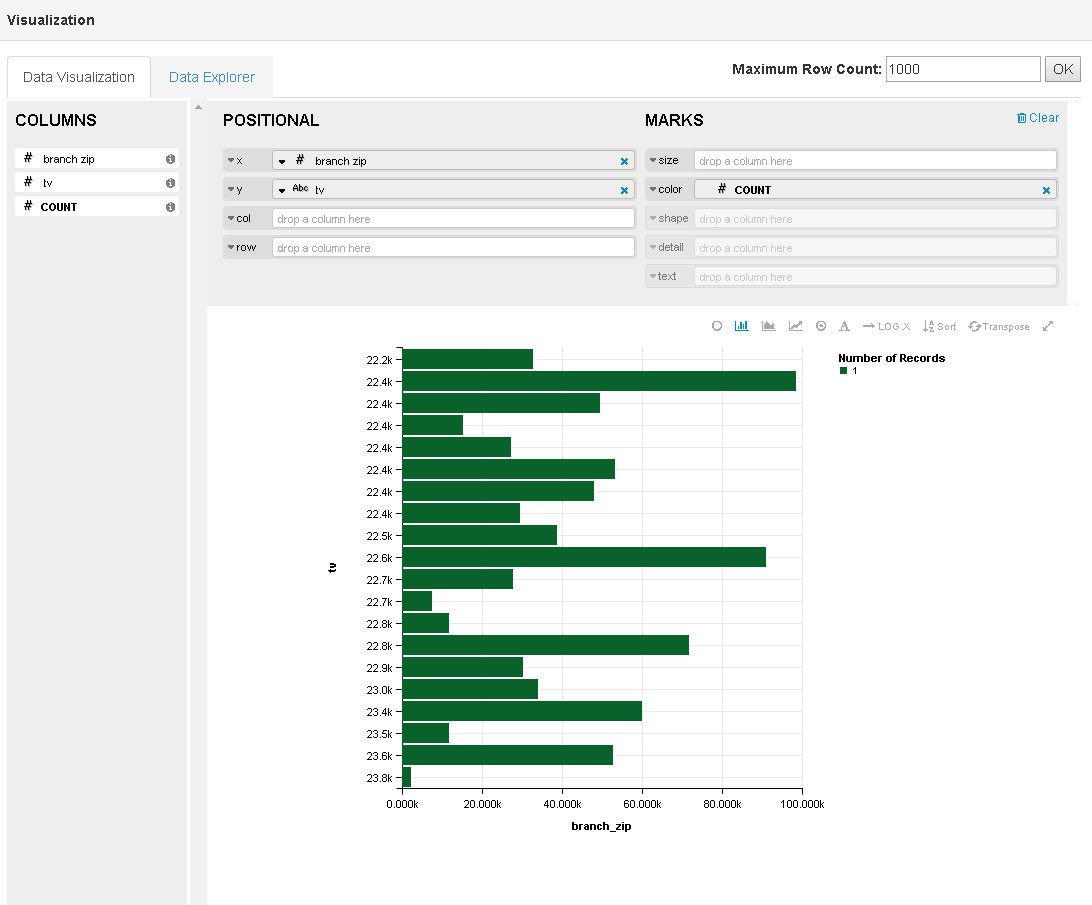 Visualization
Data Visualization
Data Explorer
Maximum Row Count: 1000 OK
COLUMNS
# branch zip
# tv
# COUNT
POSITIONAL
x # branch zip
y Abc tv
col drop a column here
row drop a column here
MARKS
Clear
size drop a column here
color # COUNT
shape drop a column here
detail drop a column here
text drop a column here
A LOG X Sort Transpose
Number of Records
1
tv
22.2k
22.4k
22.4k
22.4k
22.4k
22.4k
22.4k
22.4k
22.5k
22.6k
22.7k
22.7k
22.8k
22.8k
22.9k
23.0k
23.4k
23.5k
23.6k
23.8k
0.000k 20.000k 40.000k 60.000k 80.000k 100.000k
branch_zip